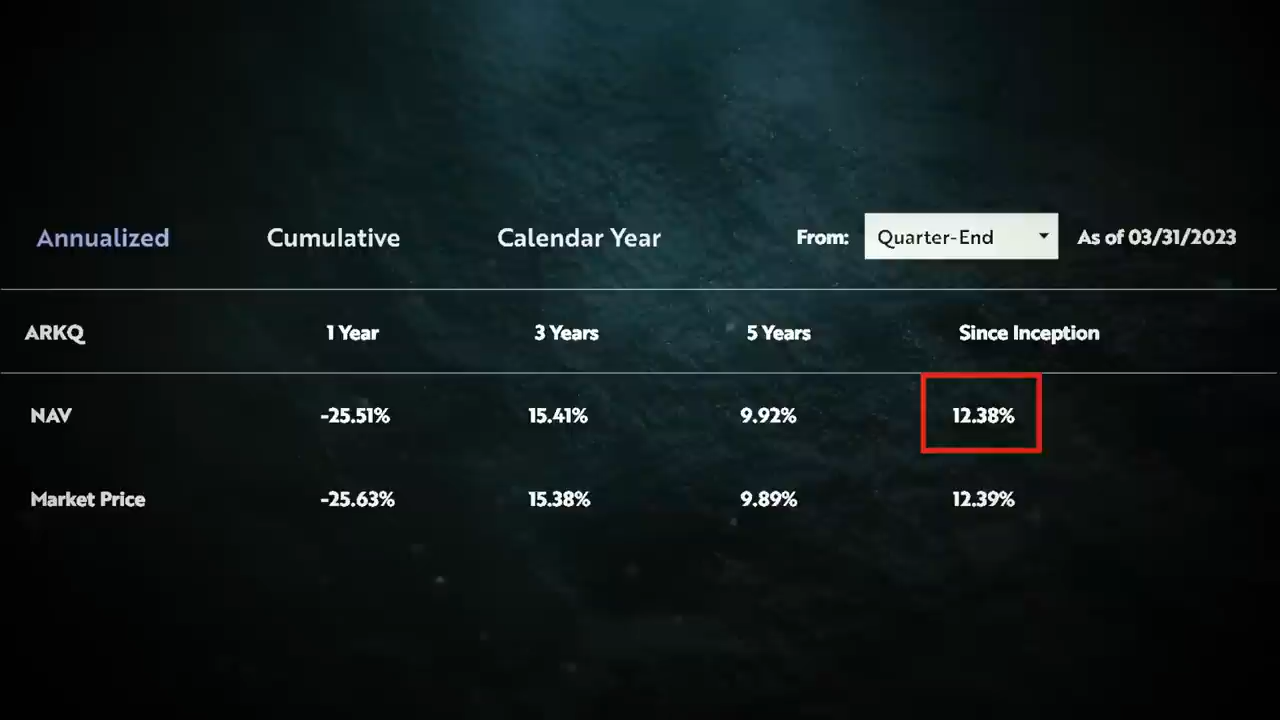 Annualized Cumulative Calendar Year From: Quarter-End As of 03/31/2023
ARKQ 1 Year 3 Years 5 Years Since Inception
NAV -25.51% 15.41% 9.92% 12.38%
Market Price -25.63% 15.38% 9.89% 12.39%